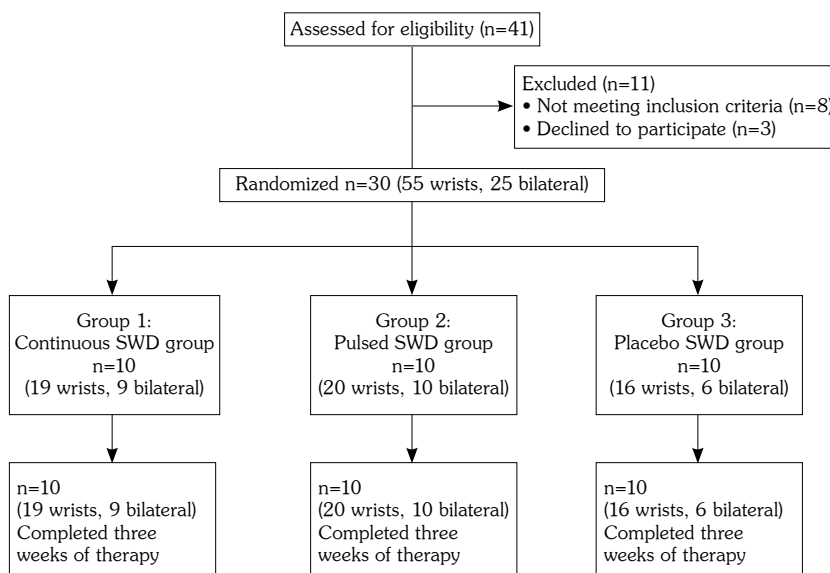 Assessed for eligibility (n=41)
Excluded (n=11)
• Not meeting inclusion criteria (n=8)
• Declined to participate (n=3)
Randomized n=30 (55 wrists, 25 bilateral)
Group 1:
Continuous SWD group
n=10
(19 wrists, 9 bilateral)
Group 2:
Pulsed SWD group
n=10
(20 wrists, 10 bilateral)
Group 3:
Placebo SWD group
n=10
(16 wrists, 6 bilateral)
n=10
(19 wrists, 9 bilateral)
Completed three
weeks of therapy
n=10
(20 wrists, 10 bilateral)
Completed three
weeks of therapy
n=10
(16 wrists, 6 bilateral)
Completed three
weeks of therapy